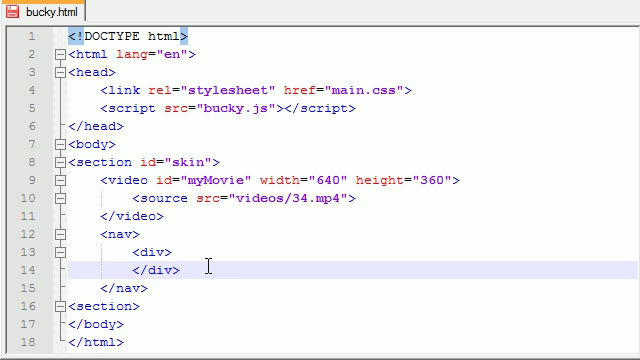 bucky.html
1 <!DOCTYPE html>
2 <html lang="en">
3 <head>
4 <link rel="stylesheet" href="main.css">
5 <script src="bucky.js"></script>
6 </head>
7 <body>
8 <section id="skin">
9 <video id="myMovie" width="640" height="360">
10 <source src="videos/34.mp4">
11 </video>
12 <nav>
13 <div>
14 </div>
15 </nav>
16 <section>
17 </body>
18 </html>